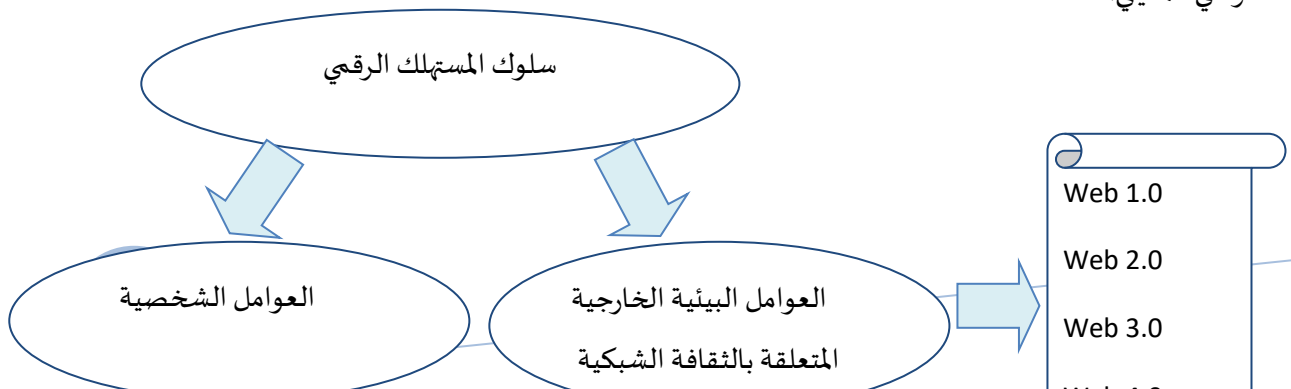 سلوك المستهلك الرقمي
العوامل الشخصية
العوامل البيئية الخارجية
المتعلقة بالثقافة الشبكية
Web 1.0
Web 2.0
Web 3.0